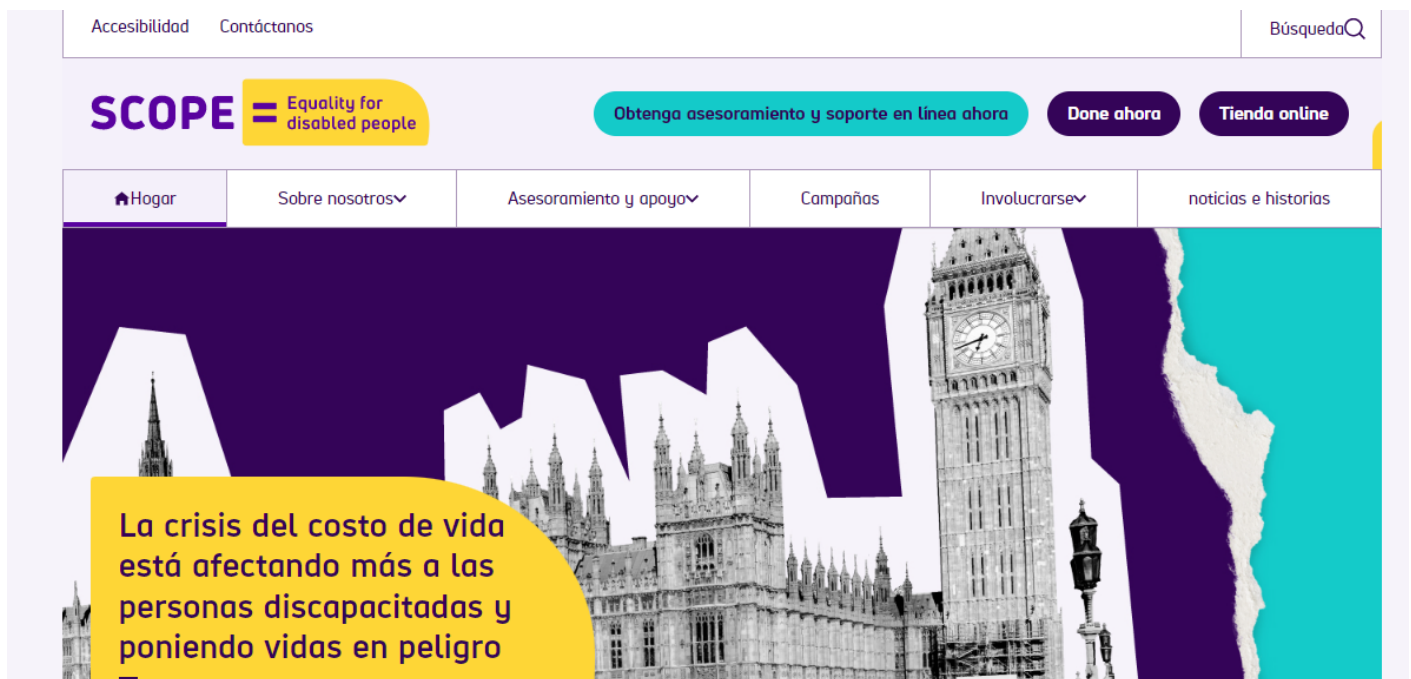 Accesibilidad Contáctanos Búsqueda
SCOPE = Equality for
disabled people
Obtenga asesoramiento y soporte en línea ahora Done ahora Tienda online
Hogar Sobre nosotros Asesoramiento y apoyo Campañas Involucrarse noticias e historias
La crisis del costo de vida
está afectando más a las
personas discapacitadas y
poniendo vidas en peligro